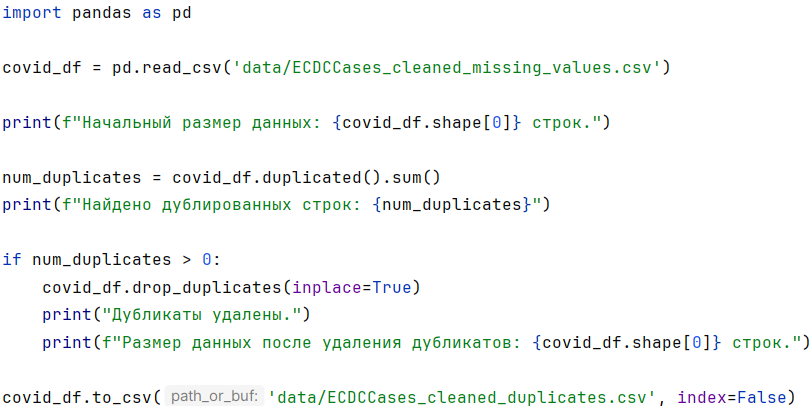 import pandas as pd
covid_df = pd.read_csv('data/ECDCCases_cleaned_missing_values.csv')
print(f"Начальный размер данных: {covid_df.shape[0]} строк.")
num_duplicates = covid_df.duplicated().sum()
print(f"Найдено дублированных строк: {num_duplicates}")
if num_duplicates > 0:
    covid_df.drop_duplicates(inplace=True)
    print("Дубликаты удалены.")
    print(f"Размер данных после удаления дубликатов: {covid_df.shape[0]} строк.")
covid_df.to_csv( path_or_buf: 'data/ECDCCases_cleaned_duplicates.csv', index=False)